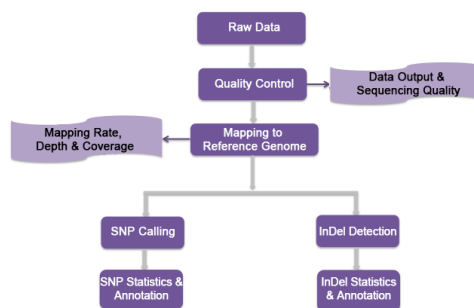 Raw Data
Quality Control
Data Output &
Sequencing Quality
Mapping Rate,
Depth & Coverage
Mapping to
Reference Genome
SNP Calling
InDel Detection
SNP Statistics &
Annotation
InDel Statistics
& Annotation